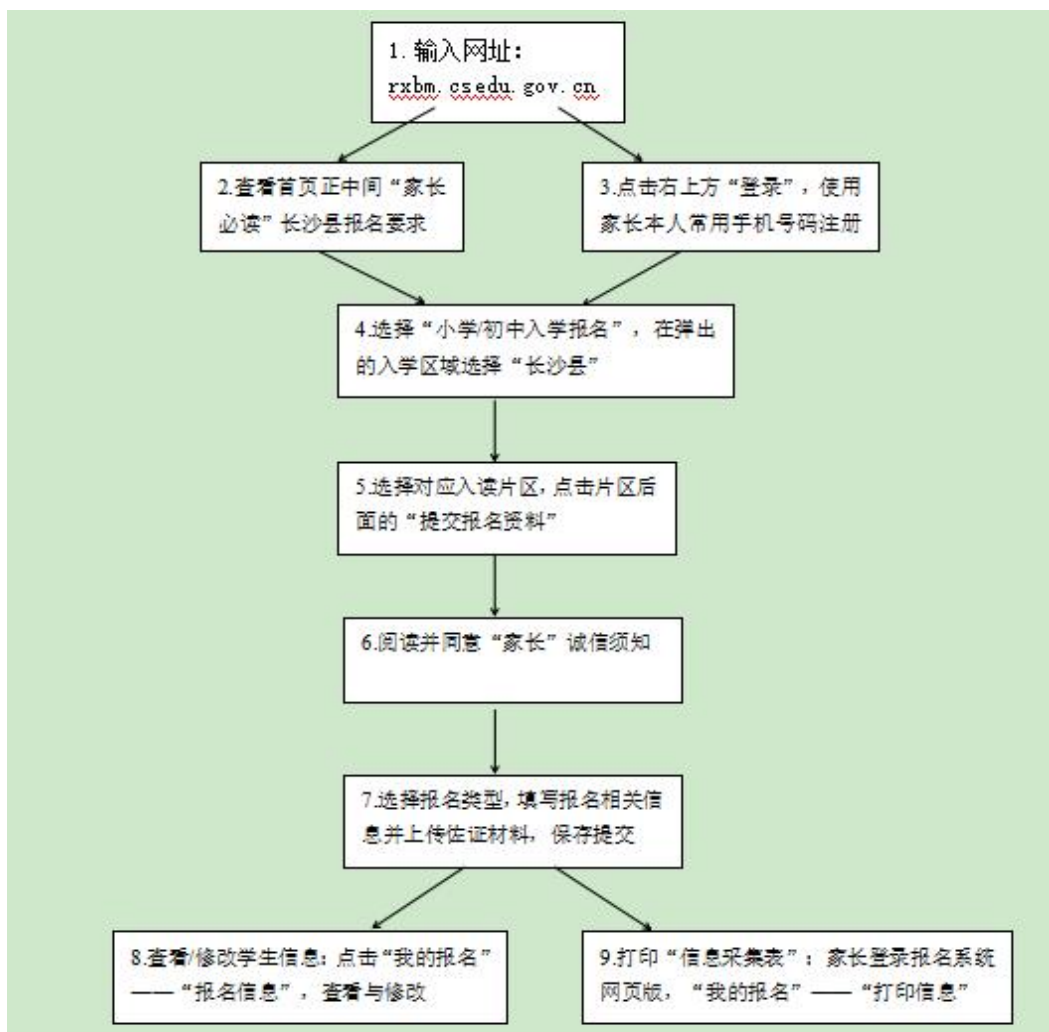 1. 输入网址：
rxbm. csedu. gov. cn
2.查看首页正中间“家长
必读”长沙县报名要求
3.点击右上方“登录”，使用
家长本人常用手机号码注册
4.选择“小学/初中入学报名”，在弹出
的入学区域选择“长沙县”
5.选择对应入读片区，点击片区后
面的“提交报名资料”
6.阅读并同意“家长”诚信须知
7.选择报名类型，填写报名相关信
息并上传佐证材料，保存提交
8.查看/修改学生信息：点击“我的报名”
——“报名信息”，查看与修改
9.打印“信息采集表”：家长登录报名系统
网页版，“我的报名”——“打印信息”